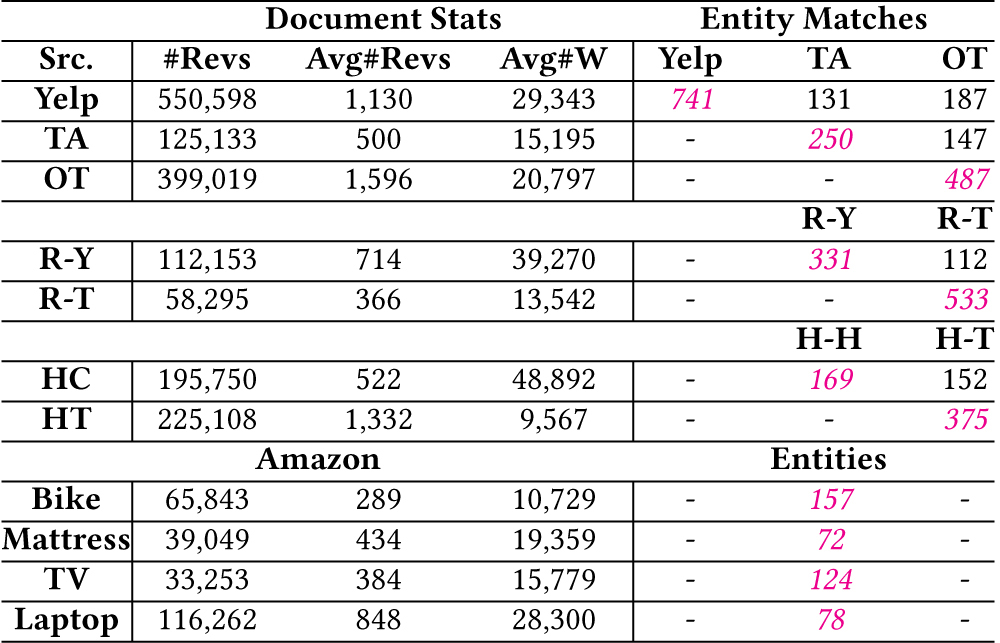 Document Stats Entity Matches
Src. #Revs Avg#Revs Avg#W Yelp TA OT
Yelp 550,598 1,130 29,343 741 131 187
TA 125,133 500 15,195 - 250 147
OT 399,019 1,596 20,797 - - 487
R-Y R-T
R-Y 112,153 714 39,270 - 331 112
R-T 58,295 366 13,542 - - 533
H-H H-T
HC 195,750 522 48,892 - 169 152
HT 225,108 1,332 9,567 - - 375
Amazon Entities
Bike 65,843 289 10,729 - 157 -
Mattress 39,049 434 19,359 - 72 -
TV 33,253 384 15,779 - 124 -
Laptop 116,262 848 28,300 - 78 -